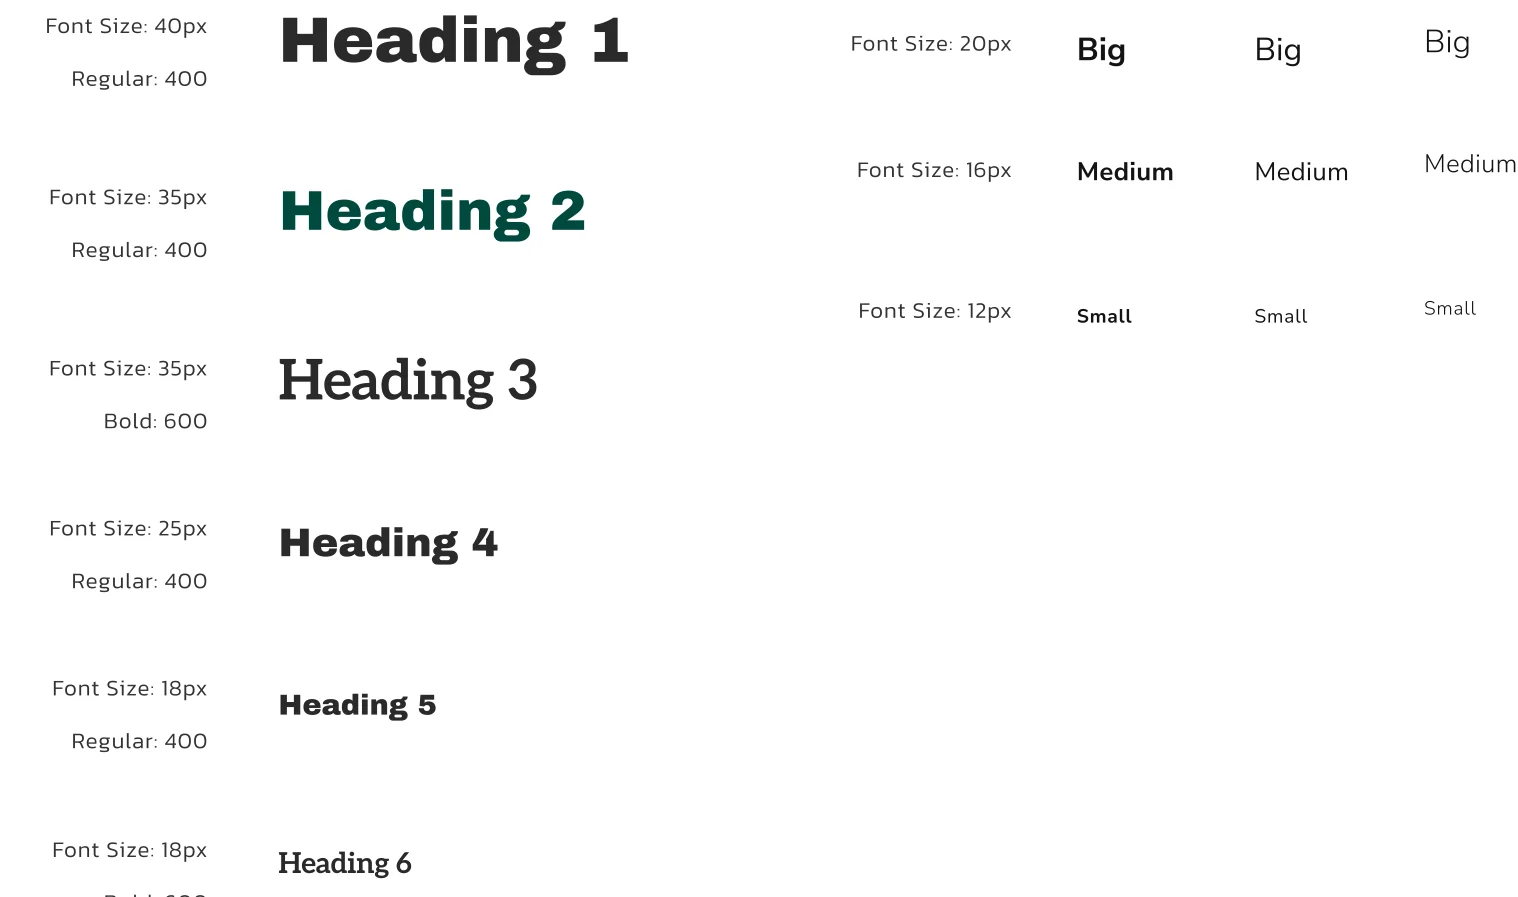 Font Size: 40px
Regular: 400
Heading 1
Font Size: 35px
Regular: 400
Heading 2
Font Size: 35px
Bold: 600
Heading 3
Font Size: 25px
Regular: 400
Heading 4
Font Size: 18px
Regular: 400
Heading 5
Font Size: 18px
Heading 6
Font Size: 20px
Big Big Big
Font Size: 16px
Medium Medium Medium
Font Size: 12px
Small Small Small